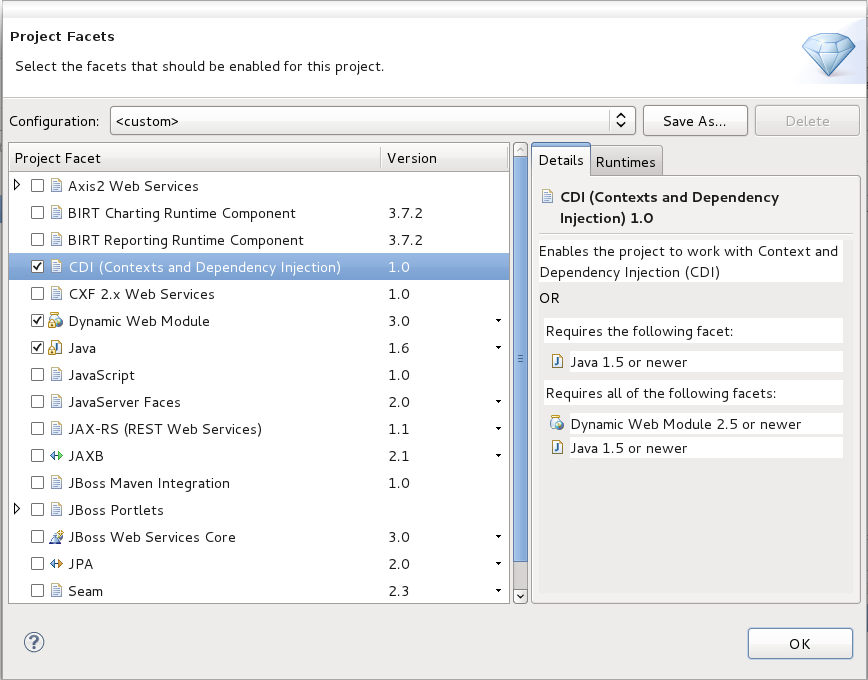 Project Facets
Select the facets that should be enabled for this project.
Configuration: <custom> Save As... Delete
Project Facet Version
Axis2 Web Services
BIRT Charting Runtime Component 3.7.2
BIRT Reporting Runtime Component 3.7.2
CDI (Contexts and Dependency Injection) 1.0
CXF 2.x Web Services 1.0
Dynamic Web Module 3.0
Java 1.6
JavaScript 1.0
JavaServer Faces 2.0
JAX-RS (REST Web Services) 1.1
JAXB 2.1
JBoss Maven Integration 1.0
JBoss Portlets
JBoss Web Services Core 3.0
JPA 2.0
Seam 2.3
Details Runtimes
CDI (Contexts and Dependency
Injection) 1.0
Enables the project to work with Context and
Dependency Injection (CDI)
OR
Requires the following facet:
Java 1.5 or newer
Requires all of the following facets:
Dynamic Web Module 2.5 or newer
Java 1.5 or newer
?
OK